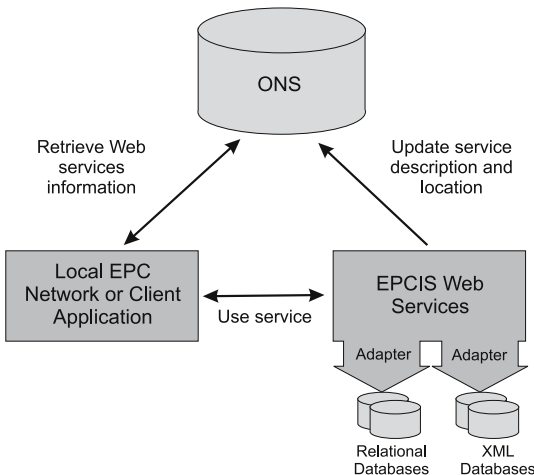 ONS
Retrieve Web
services
information
Update service
description and
location
Local EPC
Network or Client
Application
Use service
EPCIS Web
Services
Adapter
Adapter
Relational
Databases
XML
Databases